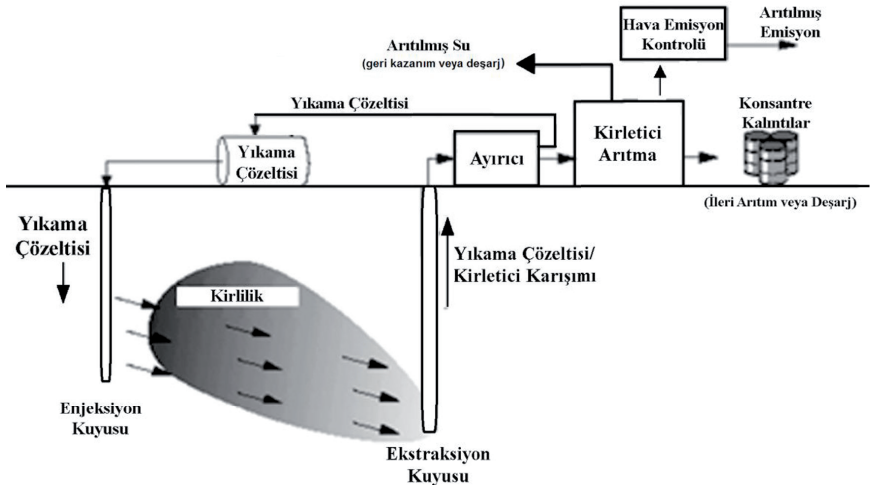 Hava Emisyon
Kontrolü
Arıtılmış
Emisyon
Arıtılmış Su
(geri kazanım veya deşarj)
Yıkama Çözeltisi
Konsantre
Kalıntılar
Yıkama
Çözeltisi
Ayırıcı
Kirletici
Arıtma
(İleri Arıtım veya Deşarj)
Yıkama
Çözeltisi
Yıkama Çözeltisi/
Kirletici Karışımı
Kirlilik
Enjeksiyon
Kuyusu
Ekstraksiyon
Kuyusu